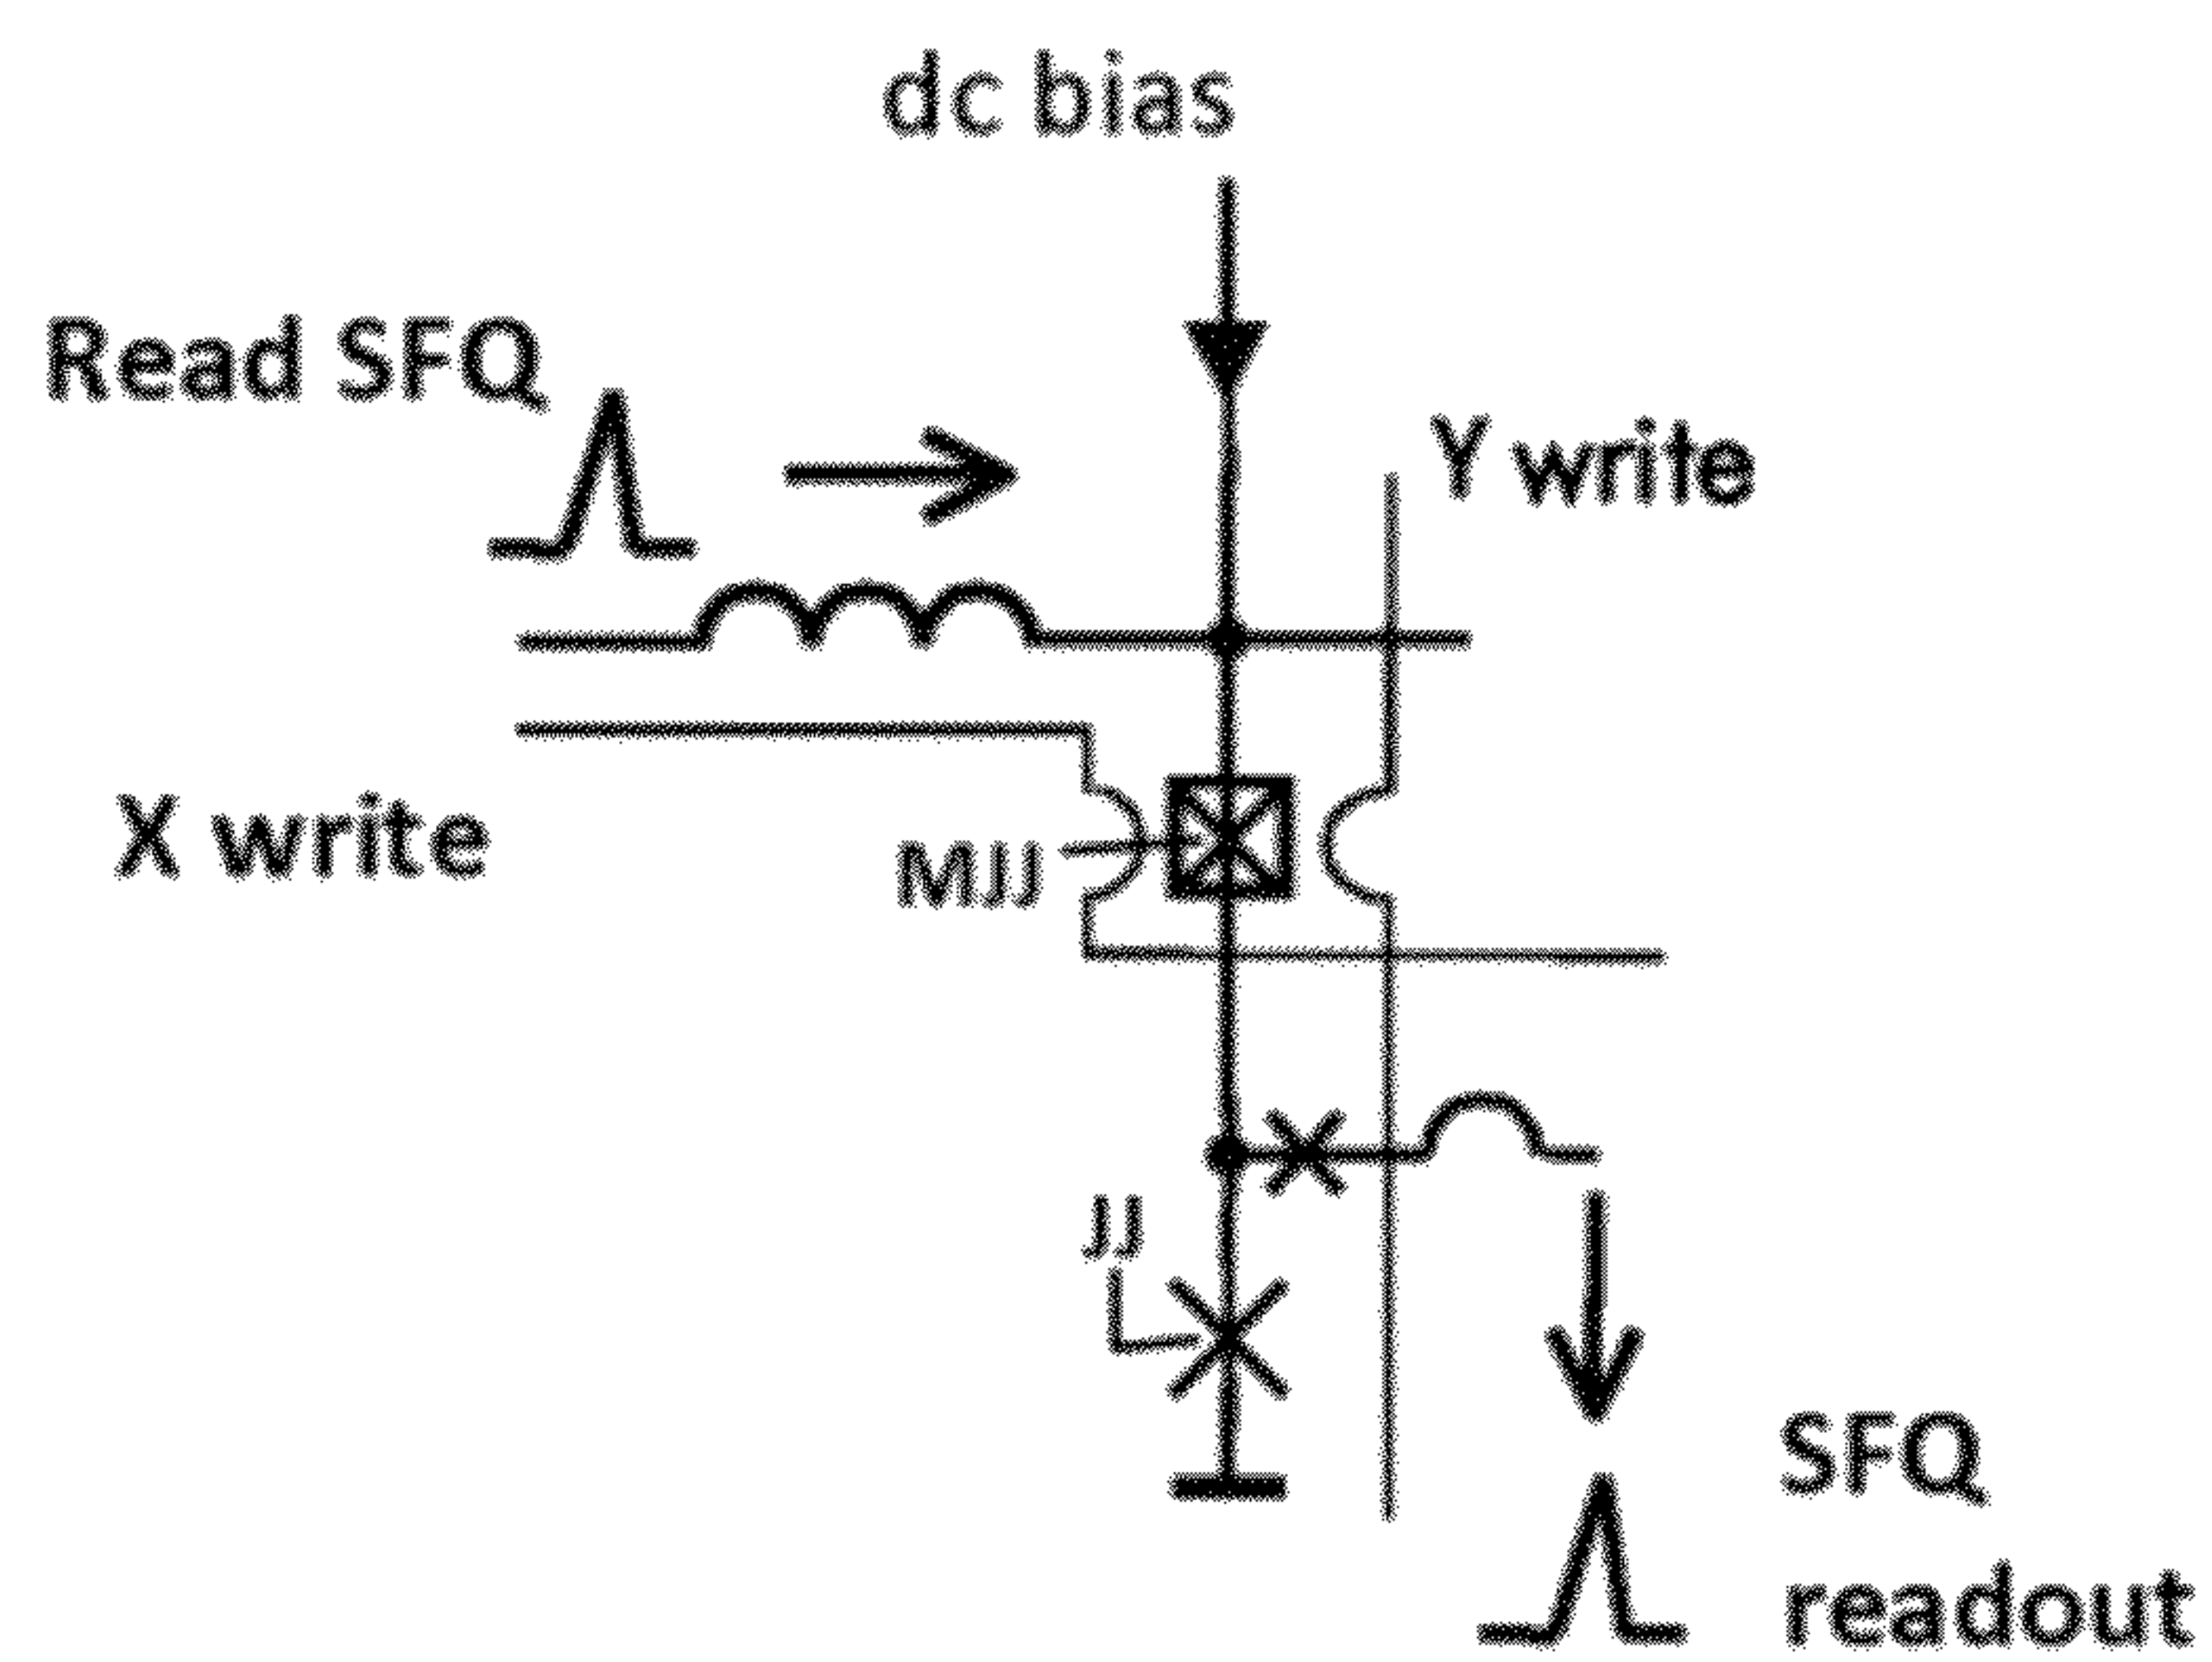 dc bias
Read SFQ
Y write
X write
MJJ
JJ
SFQ
readout